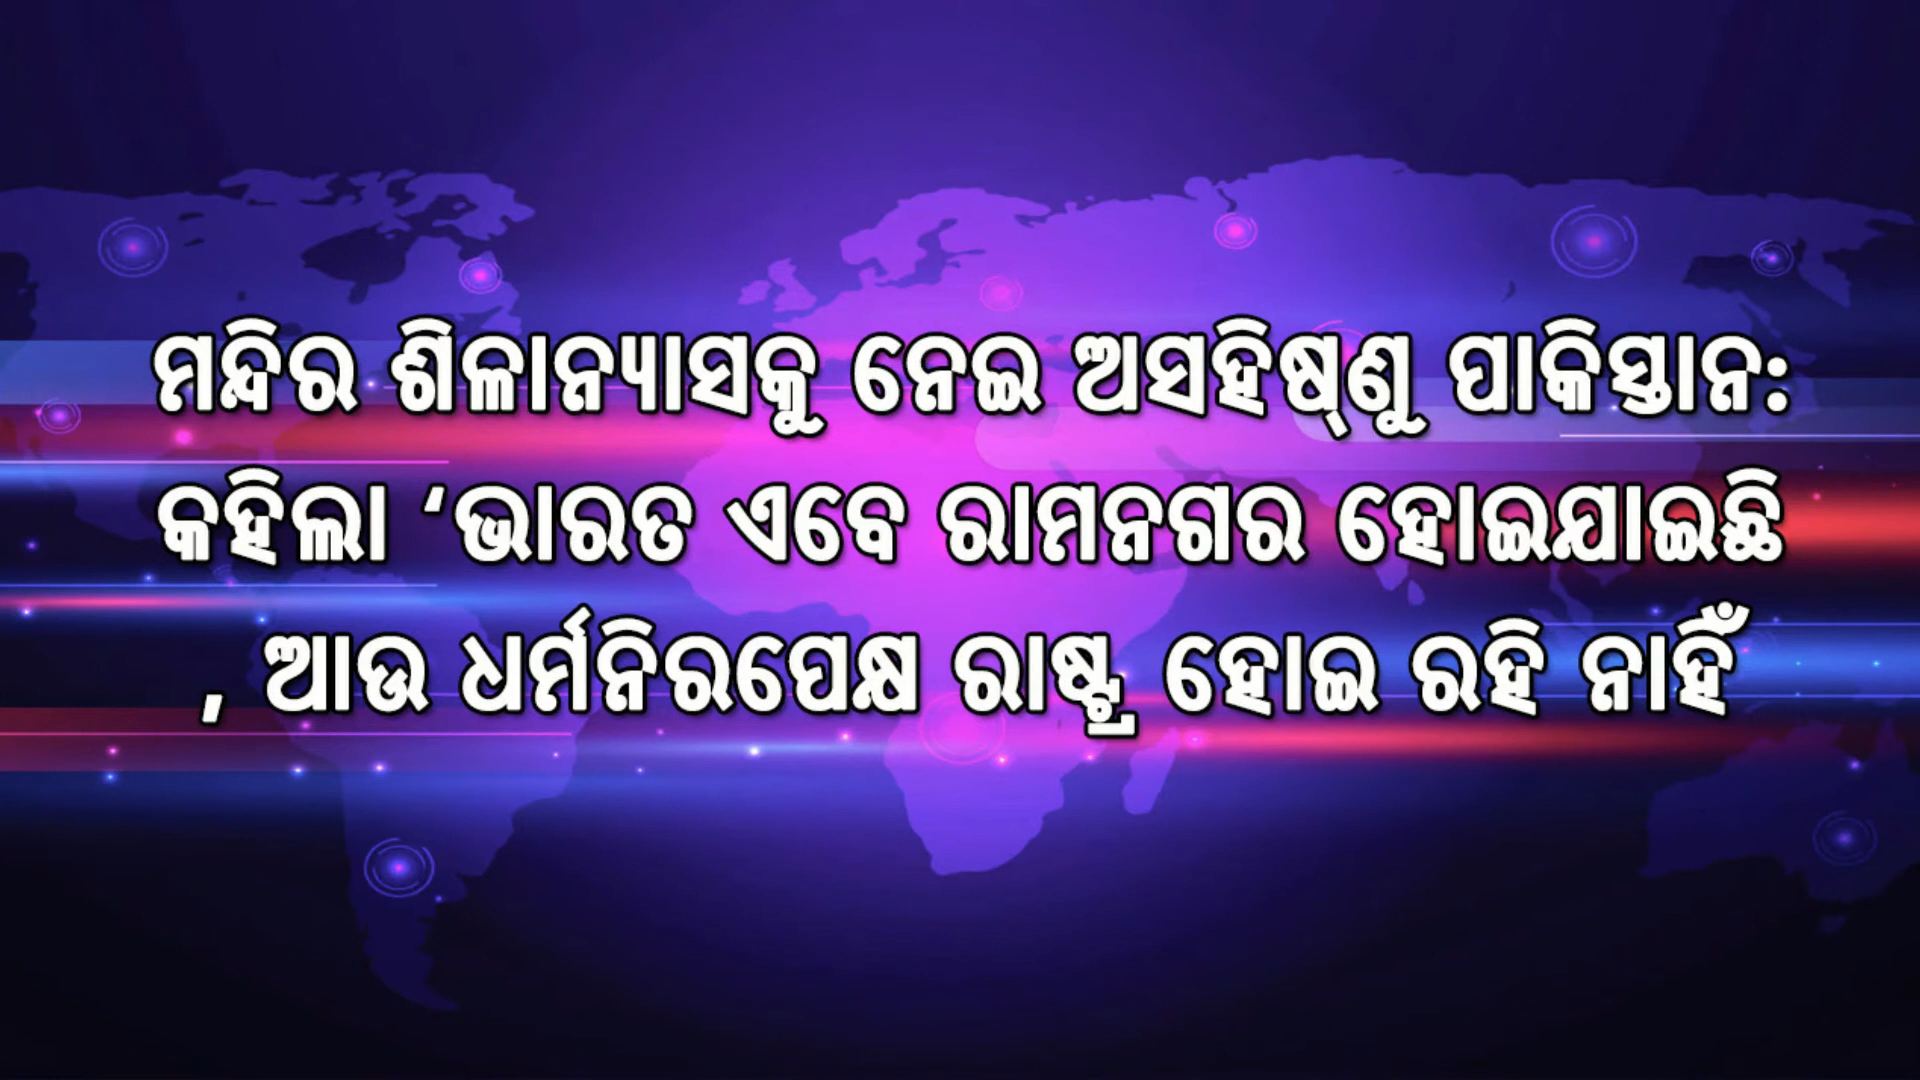 ମନ୍ଦିର ଶିଳାନ୍ୟାସକୁ ନେଇ ଅସହିଷ୍‌ଣୁ ପାକିସ୍ତାନ:
କହିଲା ‘ଭାରତ ଏବେ ରାମନଗର ହୋଇଯାଇଛି
, ଆଉ ଧର୍ମନିରପେକ୍ଷ ରାଷ୍ଟ୍ର ହୋଇ ରହି ନାହିଁ